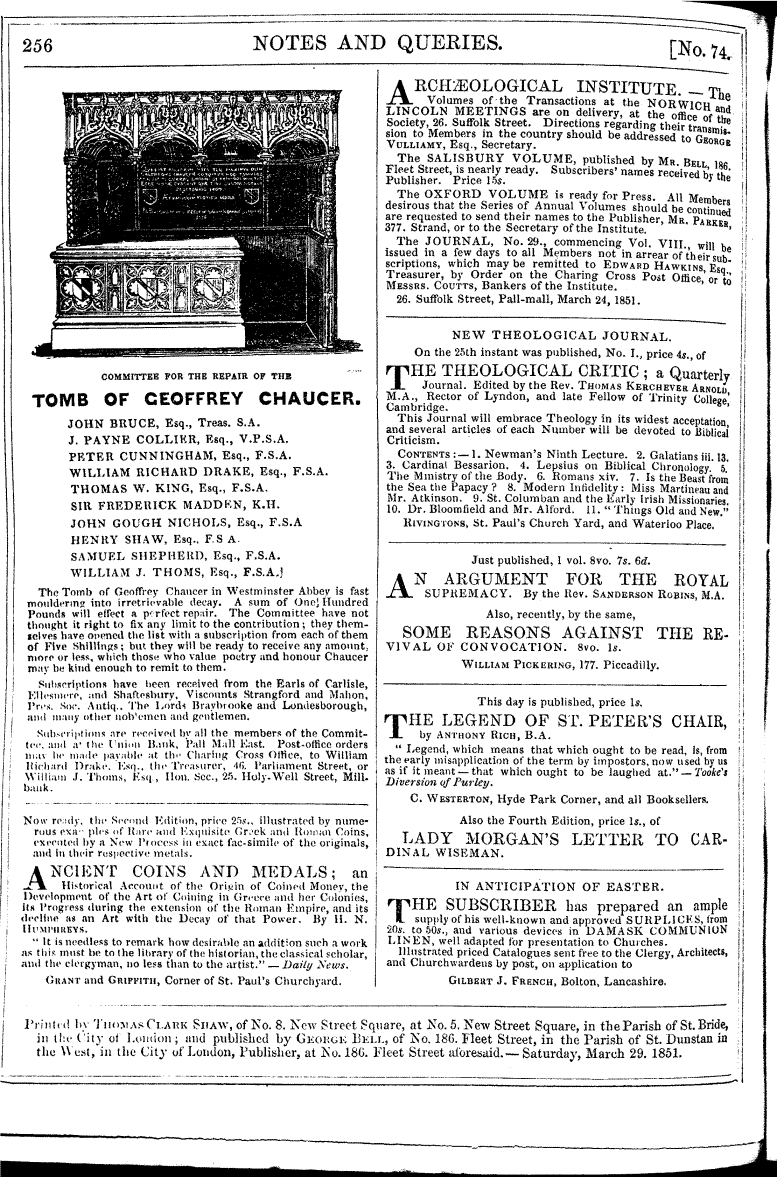 256
NOTES AND QUERIES.
[No. 74.
COMMITTEE FOR THE REPAIR OF THE
TOMB OF GEOFFREY CHAUCER.
JOHN BRUCE, Esq., Treas. S.A.
J. PAYNE COLLIER, Esq., V.P.S.A.
PETER CUNNINGHAM, Esq., F.S.A.
WILLIAM RICHARD DRAKE, Esq., F.S.A.
THOMAS W. KING, Esq., F.S.A.
SIR FREDERICK MADDEN, K.H.
JOHN GOUGH NICHOLS, Esq., F.S.A
HENRY SHAW, Esq., F.S A.
SAMUEL SHEPHERD, Esq., F.S.A.
WILLIAM J. THOMS, Esq., F.S.A.
The Tomb of Geoffrey Chaucer in Westminster Abbey is fast
mouldering into irretrievable decay. A sum of One Hundred
Pounds will effect a perfect repair. The Committee have not
thought it right to fix any limit to the contribution; they them-
selves have opened the list with a subscription from each of them
of Five Shillings; but they will be ready to receive any amount,
more or less, which those who value poetry and honour Chaucer
may be kind enough to remit to them.
Subscriptions have been received from the Earls of Carlisle,
Ellesmere, and Shaftesbury, Viscounts Strangford and Mahon,
Pres. Soc. Antiq., The Lords Braybrooke and Londesborough,
and many other noblemen and gentlemen.
Subscriptions are received by all the members of the Commit-
tee, and at the Union Bank, Pall Mall East. Post-office orders
may be made payable at the Charing Cross Office, to William
Richard Drake, Esq., the Treasurer, 46. Parliament Street, or
William J. Thoms, Esq., Hon. Sec., 25. Holy-Well Street, Mill-
bank.
Now ready, the Second Edition, price 25s., illustrated by nume-
rous examples of Rare and Exquisite Greek and Roman Coins,
executed by a New Process in exact fac-simile of the originals,
and in their respective metals.
ANCIENT COINS AND MEDALS; an
Historical Account of the Origin of Coined Money, the
Development of the Art of Coining in Greece and her Colonies,
its Progress during the extension of the Roman Empire, and its
decline as an Art with the Decay of that Power. By H. N.
HUMPHREYS.
" It is needless to remark how desirable an addition such a work
as this must be to the library of the historian, the classical scholar,
and the clergyman, no less than to the artist." — Daily News.
GRANT and GRIFFITH, Corner of St. Paul's Churchyard.
ARCHÆOLOGICAL INSTITUTE. — The
Volumes of the Transactions at the NORWICH and
LINCOLN MEETINGS are on delivery, at the office of the
Society, 26. Suffolk Street. Directions regarding their transmis-
sion to Members in the country should be addressed to GEORGE
VULLIAMY, Esq., Secretary.
The SALISBURY VOLUME, published by MR. BELL, 186.
Fleet Street, is nearly ready. Subscribers' names received by the
Publisher. Price 15s.
The OXFORD VOLUME is ready for Press. All Members
desirous that the Series of Annual Volumes should be continued
are requested to send their names to the Publisher, MR. PARKER,
377. Strand, or to the Secretary of the Institute.
The JOURNAL, No. 29., commencing Vol. VIII., will be
issued in a few days to all Members not in arrear of their sub-
scriptions, which may be remitted to EDWARD HAWKINS, Esq.,
Treasurer, by Order on the Charing Cross Post Office, or to
MESSRS. COUTTS, Bankers of the Institute.
26. Suffolk Street, Pall-mall, March 24, 1851.
NEW THEOLOGICAL JOURNAL.
On the 25th instant was published, No. I., price 4s., of
THE THEOLOGICAL CRITIC; a Quarterly
Journal. Edited by the Rev. THOMAS KERCHEVER ARNOLD,
M.A., Rector of Lyndon, and late Fellow of Trinity College,
Cambridge.
This Journal will embrace Theology in its widest acceptation,
and several articles of each Number will be devoted to Biblical
Criticism.
CONTENTS:— 1. Newman's Ninth Lecture. 2. Galatians iii. 13.
3. Cardinal Bessarion. 4. Lepsius on Biblical Chronology. 5.
The Ministry of the Body. 6. Romans xiv. 7. Is the Beast from
the Sea the Papacy? 8. Modern Infidelity: Miss Martineau and
Mr. Atkinson. 9. St. Columban and the Early Irish Missionaries.
10. Dr. Bloomfield and Mr. Alford. 11. "Things Old and New."
RIVINGTONS, St. Paul's Church Yard, and Waterloo Place.
Just published, 1 vol. 8vo. 7s. 6d.
AN ARGUMENT FOR THE ROYAL
SUPREMACY. By the Rev. SANDERSON ROBINS, M.A.
Also, recently, by the same,
SOME REASONS AGAINST THE RE-
VIVAL OF CONVOCATION. 8vo. 1s.
WILLIAM PICKERING, 177. Piccadilly.
This day is published, price 1s.
THE LEGEND OF ST. PETER'S CHAIR,
by ANTHONY RICH, B.A.
" Legend, which means that which ought to be read, is, from
the early misapplication of the term by impostors, now used by us
as if it meant — that which ought to be laughed at." — Tooke's
Diversion of Purley.
C. WESTERTON, Hyde Park Corner, and all Booksellers.
Also the Fourth Edition, price 1s., of
LADY MORGAN'S LETTER TO CAR-
DINAL WISEMAN.
IN ANTICIPATION OF EASTER.
THE SUBSCRIBER has prepared an ample
supply of his well-known and approved SURPLICES, from
20s. to 50s., and various devices in DAMASK COMMUNION
LINEN, well adapted for presentation to Churches.
Illustrated priced Catalogues sent free to the Clergy, Architects,
and Churchwardens by post, on application to
GILBERT J. FRENCH, Bolton, Lancashire.
Printed by THOMAS CLARK SHAW, of No. 8. New Street Square, at No. 5. New Street Square, in the Parish of St. Bride,
in the City of London; and published by GEORGE BELL, of No. 186. Fleet Street, in the Parish of St. Dunstan in
the West, in the City of London, Publisher, at No. 186. Fleet Street aforesaid.— Saturday, March 29. 1851.